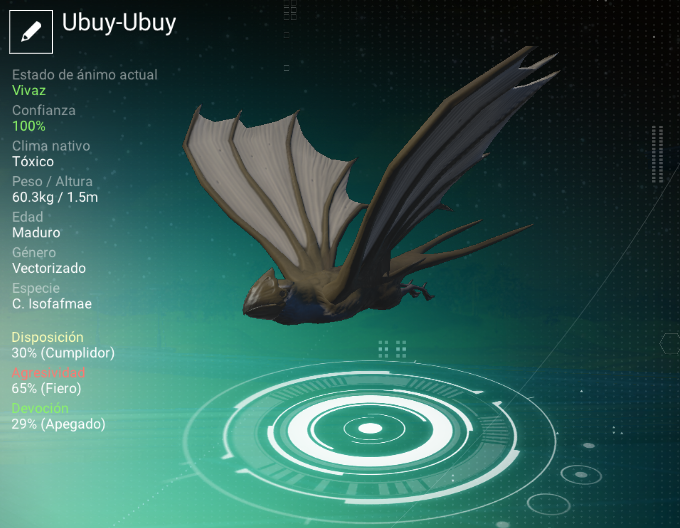 Ubuy-Ubuy
Estado de ánimo actual
Vivaz
Confianza
100%
Clima nativo
Tóxico
Peso / Altura
60.3kg / 1.5m
Edad
Maduro
Género
Vectorizado
Especie
C. Isofafmae
Disposición
30% (Cumplidor)
Agresividad
65% (Fiero)
Devoción
29% (Apegado)